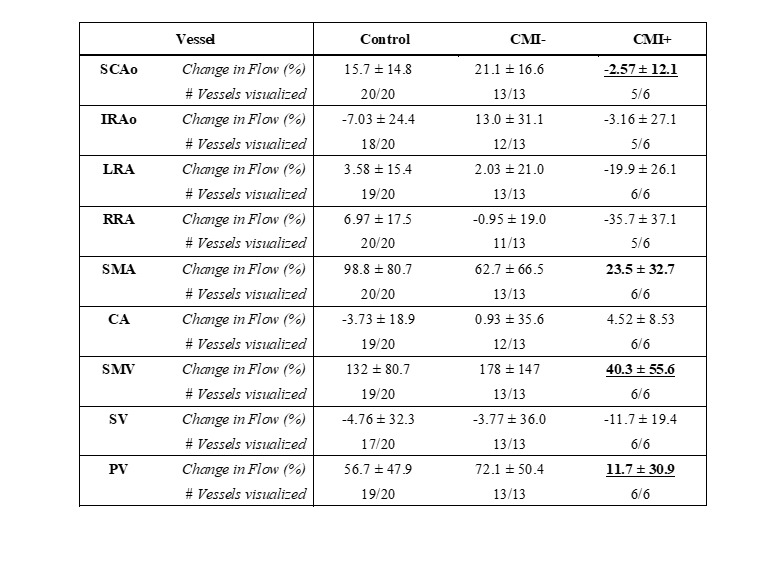 Vessel Control CMI- CMI+
SCAo Change in Flow (%) 15.7 ± 14.8 21.1 ± 16.6 -2.57 ± 12.1
# Vessels visualized 20/20 13/13 5/6
IRAo Change in Flow (%) -7.03 ± 24.4 13.0 ± 31.1 -3.16 ± 27.1
# Vessels visualized 18/20 12/13 5/6
LRA Change in Flow (%) 3.58 ± 15.4 2.03 ± 21.0 -19.9 ± 26.1
# Vessels visualized 19/20 13/13 6/6
RRA Change in Flow (%) 6.97 ± 17.5 -0.95 ± 19.0 -35.7 ± 37.1
# Vessels visualized 20/20 11/13 5/6
SMA Change in Flow (%) 98.8 ± 80.7 62.7 ± 66.5 23.5 ± 32.7
# Vessels visualized 20/20 13/13 6/6
CA Change in Flow (%) -3.73 ± 18.9 0.93 ± 35.6 4.52 ± 8.53
# Vessels visualized 19/20 12/13 6/6
SMV Change in Flow (%) 132 ± 80.7 178 ± 147 40.3 ± 55.6
# Vessels visualized 19/20 13/13 6/6
SV Change in Flow (%) -4.76 ± 32.3 -3.77 ± 36.0 -11.7 ± 19.4
# Vessels visualized 17/20 13/13 6/6
PV Change in Flow (%) 56.7 ± 47.9 72.1 ± 50.4 11.7 ± 30.9
# Vessels visualized 19/20 13/13 6/6